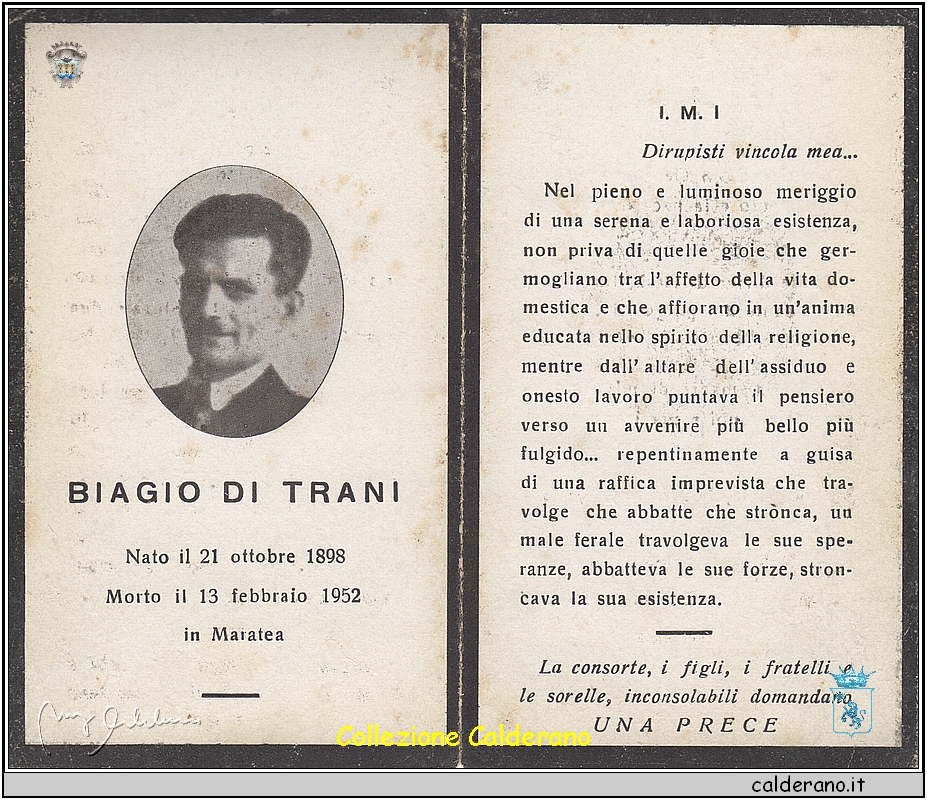 BIAGIO DI TRANI
Nato il 21 ottobre 1898
Morto il 13 febbraio 1952
in Maratea
I. M. I
Dirupisti vincola mea...
Nel pieno e luminoso meriggio
di una serena e laboriosa esistenza,
non priva di quelle gioie che ger-
mogliano tra l'affetto della vita do-
mestica e che affiorano in un'anima
educata nello spirito della religione,
mentre dall'altare dell'assiduo e
onesto lavoro puntava il pensiero
verso un avvenire più bello più
fulgido... repentinamente a guisa
di una raffica imprevista che tra-
volge che abbatte che strònca, un
male ferale travolgeva le sue spe-
ranze, abbatteva le sue forze, stron-
cava la sua esistenza.
La consorte, i figli, i fratelli e
le sorelle, inconsolabili domandano
UNA PRECE
Collezione Calderano
calderano.it